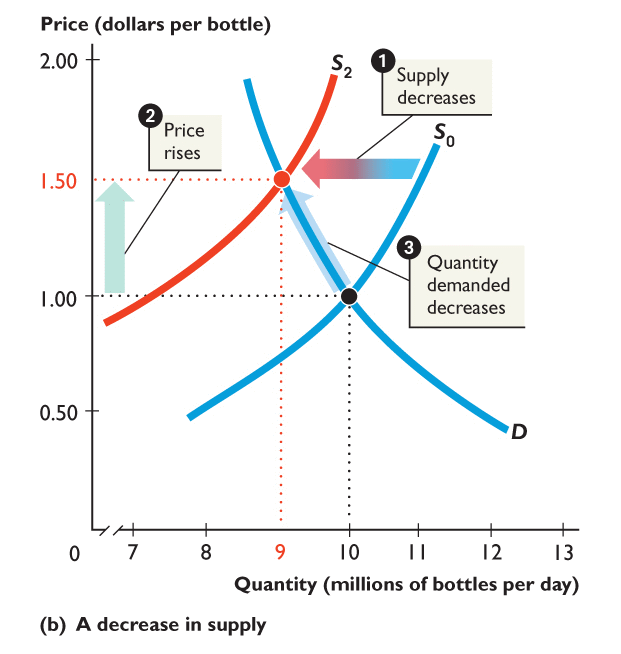 Price (dollars per bottle)
2.00
S2
1
Supply
decreases
S0
2
Price
rises
1.50
3
Quantity
demanded
decreases
1.00
0.50
D
0
7
8
9
10
11
12
13
Quantity (millions of bottles per day)
(b) A decrease in supply